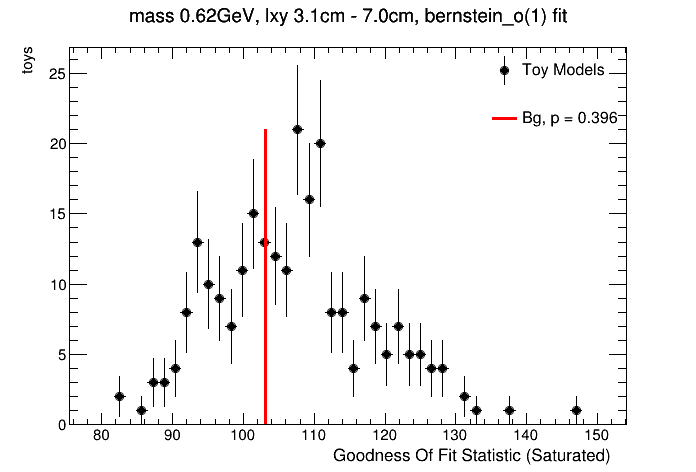 mass 0.62GeV, lxy 3.1cm - 7.0cm, bernstein_o(1) fit
toys
25
20
15
10
5
0
Toy Models
Bg, p = 0.396
80 90 100 110 120 130 140 150
Goodness Of Fit Statistic (Saturated)